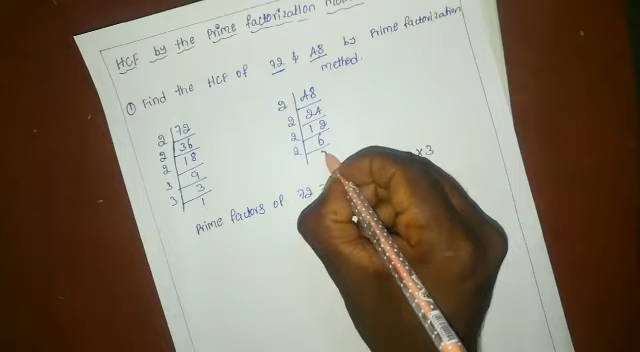 HCF by the Prime factorization
① Find the HCF of 72 & 48 by Prime factorization
method.
2 | 72
2 | 36
2 | 18
3 | 9
3 | 3
1
2 | 48
2 | 24
2 | 12
2 | 6
Prime factors of 72 =
× 3